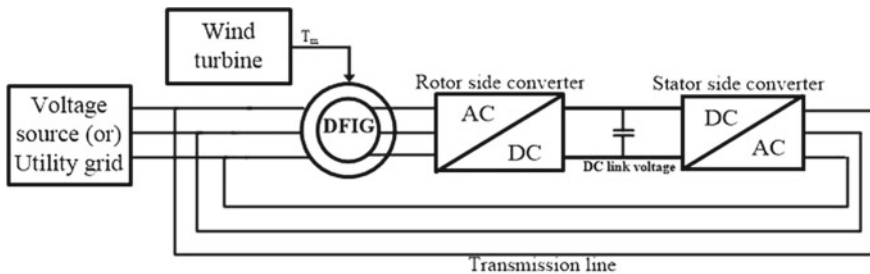 Wind
turbine
Tm
Rotor side converter
Stator side converter
Voltage
source (or)
Utility grid
DFIG
AC
DC
DC link voltage
DC
AC
Transmission line